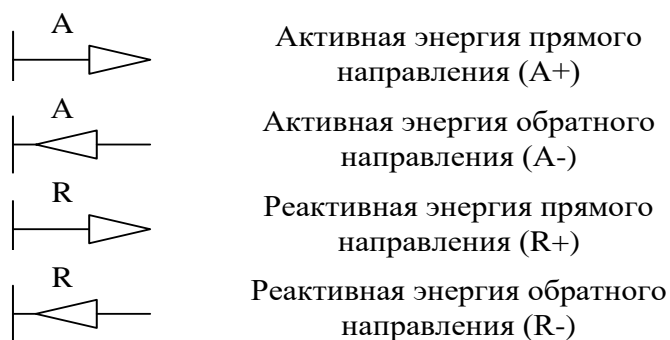 A
Активная энергия прямого
направления (A+)
A
Активная энергия обратного
направления (A-)
R
Реактивная энергия прямого
направления (R+)
R
Реактивная энергия обратного
направления (R-)